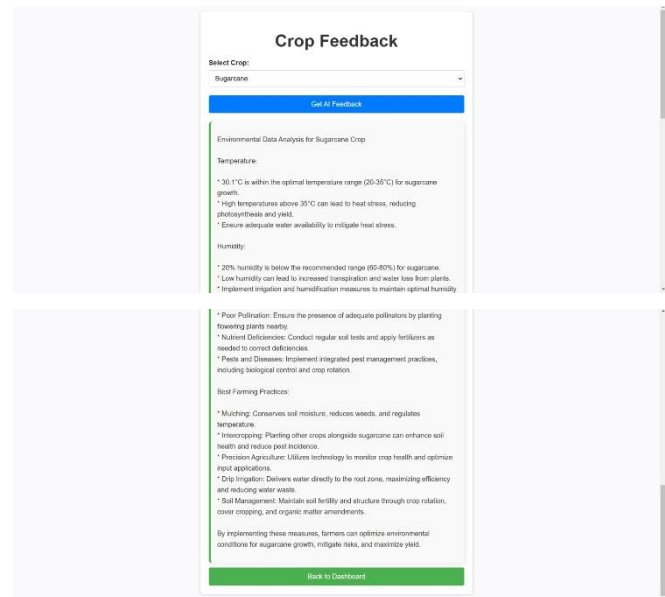 Crop Feedback
Select Crop:
Sugarcane
Get AI Feedback
Environmental Data Analysis for Sugarcane Crop
Temperature:
* 30.1°C is within the optimal temperature range (20-35°C) for sugarcane
growth.
* High temperatures above 35°C can lead to heat stress, reducing
photosynthesis and yield.
* Ensure adequate water availability to mitigate heat stress.
Humidity:
* 20% humidity is below the recommended range (60-80%) for sugarcane.
* Low humidity can lead to increased transpiration and water loss from plants.
* Implement irrigation and humidification measures to maintain optimal humidity
* Poor Pollination: Ensure the presence of adequate pollinators by planting
flowering plants nearby.
* Nutrient Deficiencies: Conduct regular soil tests and apply fertilizers as
needed to correct deficiencies.
* Pests and Diseases: Implement integrated pest management practices,
including biological control and crop rotation.
Best Farming Practices:
* Mulching: Conserves soil moisture, reduces weeds, and regulates
temperature.
* Intercropping: Planting other crops alongside sugarcane can enhance soil
health and reduce pest incidence.
* Precision Agriculture: Utilizes technology to monitor crop health and optimize
input applications.
* Drip Irrigation: Delivers water directly to the root zone, maximizing efficiency
and reducing water waste.
* Soil Management: Maintain soil fertility and structure through crop rotation,
cover cropping, and organic matter amendments.
By implementing these measures, farmers can optimize environmental
conditions for sugarcane growth, mitigate risks, and maximize yield.
Back to Dashboard